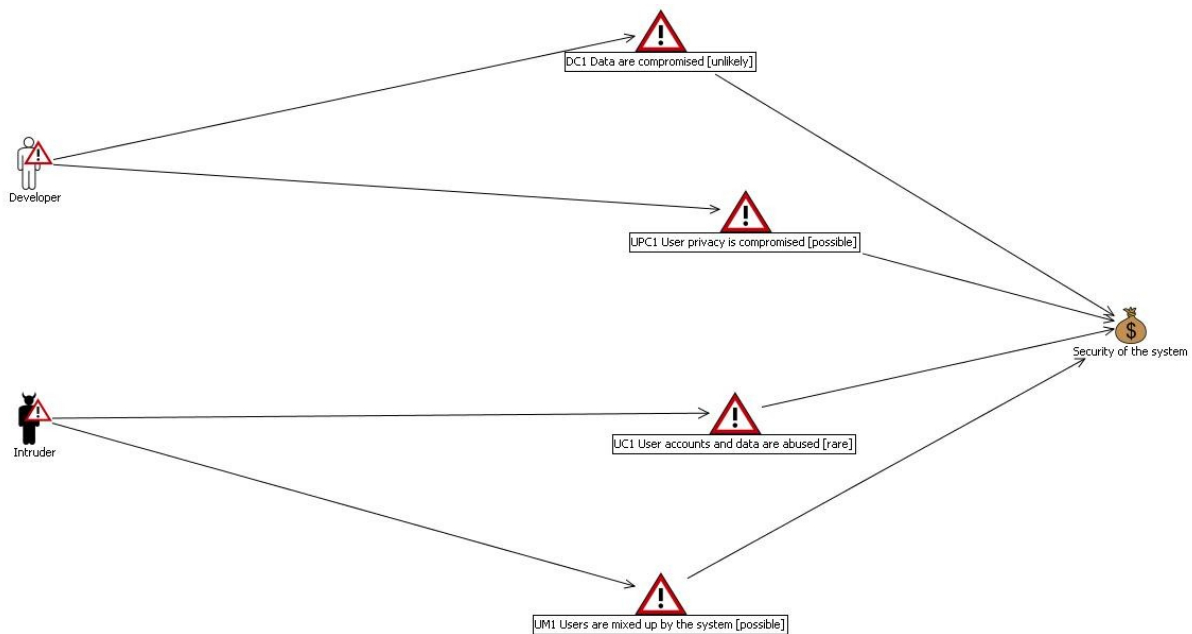 DC1 Data are compromised [unlikely]
Developer
UPC1 User privacy is compromised [possible]
$
Security of the system
UC1 User accounts and data are abused [rare]
Intruder
UM1 Users are mixed up by the system [possible]